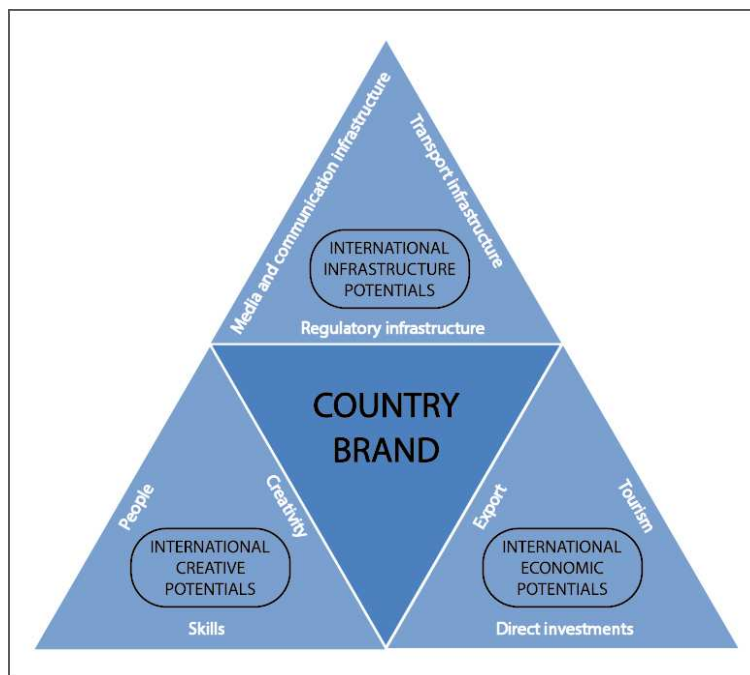 Media and communication infrastructure
Transport infrastructure
INTERNATIONAL
INFRASTRUCTURE
POTENTIALS
Regulatory infrastructure
COUNTRY
BRAND
People
Creativity
INTERNATIONAL
CREATIVE
POTENTIALS
Skills
Export
Tourism
INTERNATIONAL
ECONOMIC
POTENTIALS
Direct investments